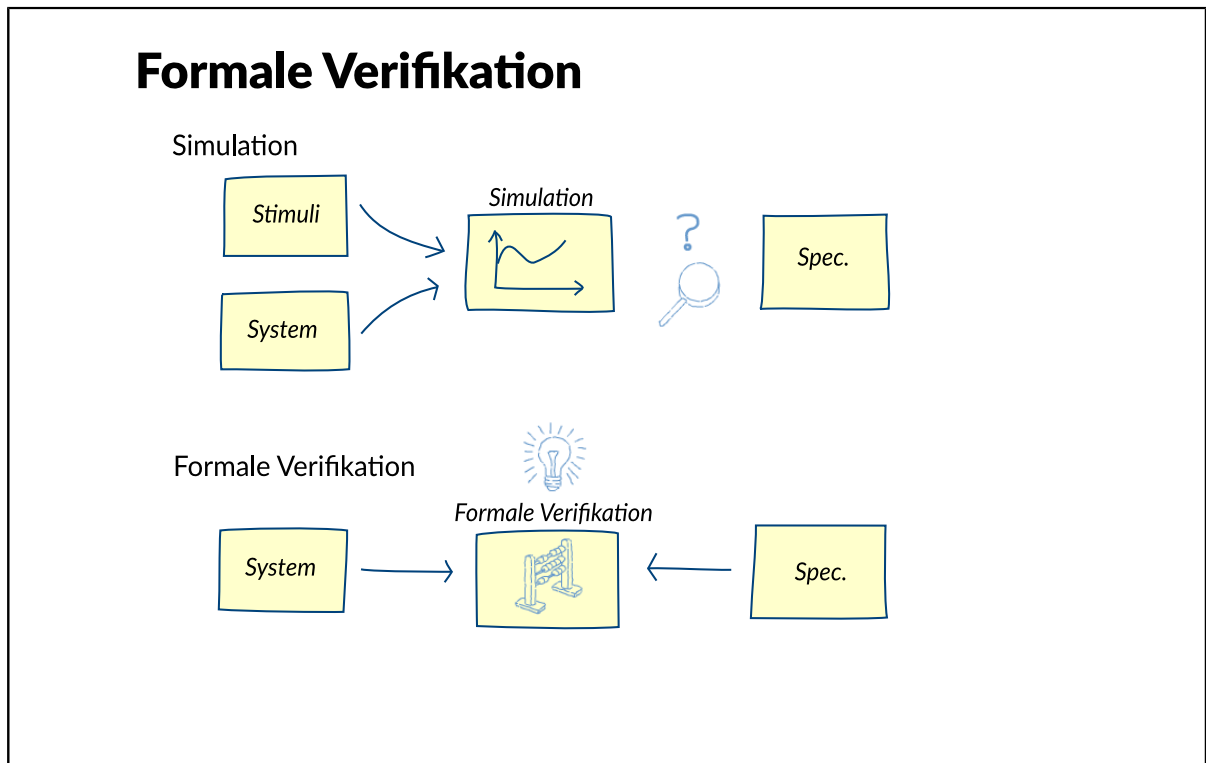 Formale Verifikation
Simulation
Stimuli
Simulation
?
Spec.
System
Formale Verifikation
Formale Verifikation
System
Spec.